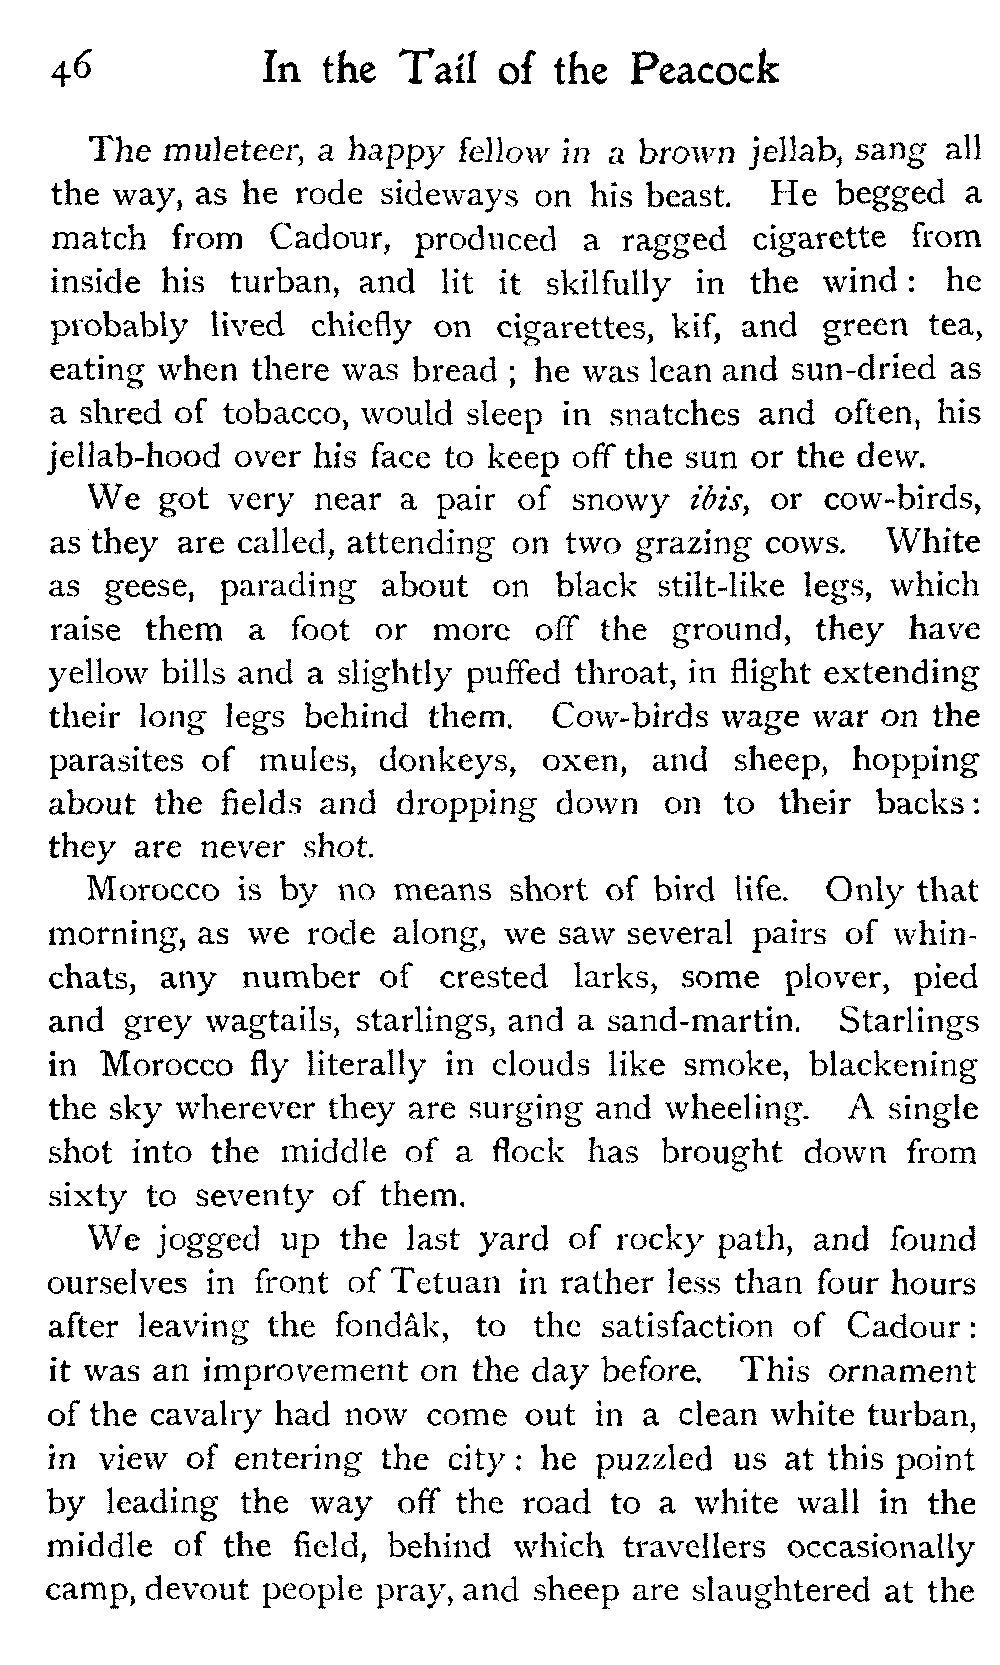 46 In the Tail of the Peacock
The muleteer, a happy fellow in a brown jellab, sang all
the way, as he rode sideways on his beast. He begged a
match from Cadour, produced a ragged cigarette from
inside his turban, and lit it skilfully in the wind : he
probably lived chiefly on cigarettes, kif, and green tea,
eating when there was bread ; he was lean and sun-dried as
a shred of tobacco, would sleep in snatches and often, his
jellab-hood over his face to keep off the sun or the dew.
We got very near a pair of snowy ibis, or cow-birds,
as they are called, attending on two grazing cows. White
as geese, parading about on black stilt-like legs, which
raise them a foot or more off the ground, they have
yellow bills and a slightly puffed throat, in flight extending
their long legs behind them. Cow-birds wage war on the
parasites of mules, donkeys, oxen, and sheep, hopping
about the fields and dropping down on to their backs :
they are never shot.
Morocco is by no means short of bird life. Only that
morning, as we rode along, we saw several pairs of whin-
chats, any number of crested larks, some plover, pied
and grey wagtails, starlings, and a sand-martin. Starlings
in Morocco fly literally in clouds like smoke, blackening
the sky wherever they are surging and wheeling. A single
shot into the middle of a flock has brought down from
sixty to seventy of them.
We jogged up the last yard of rocky path, and found
ourselves in front of Tetuan in rather less than four hours
after leaving the fondâk, to the satisfaction of Cadour :
it was an improvement on the day before. This ornament
of the cavalry had now come out in a clean white turban,
in view of entering the city : he puzzled us at this point
by leading the way off the road to a white wall in the
middle of the field, behind which travellers occasionally
camp, devout people pray, and sheep are slaughtered at the